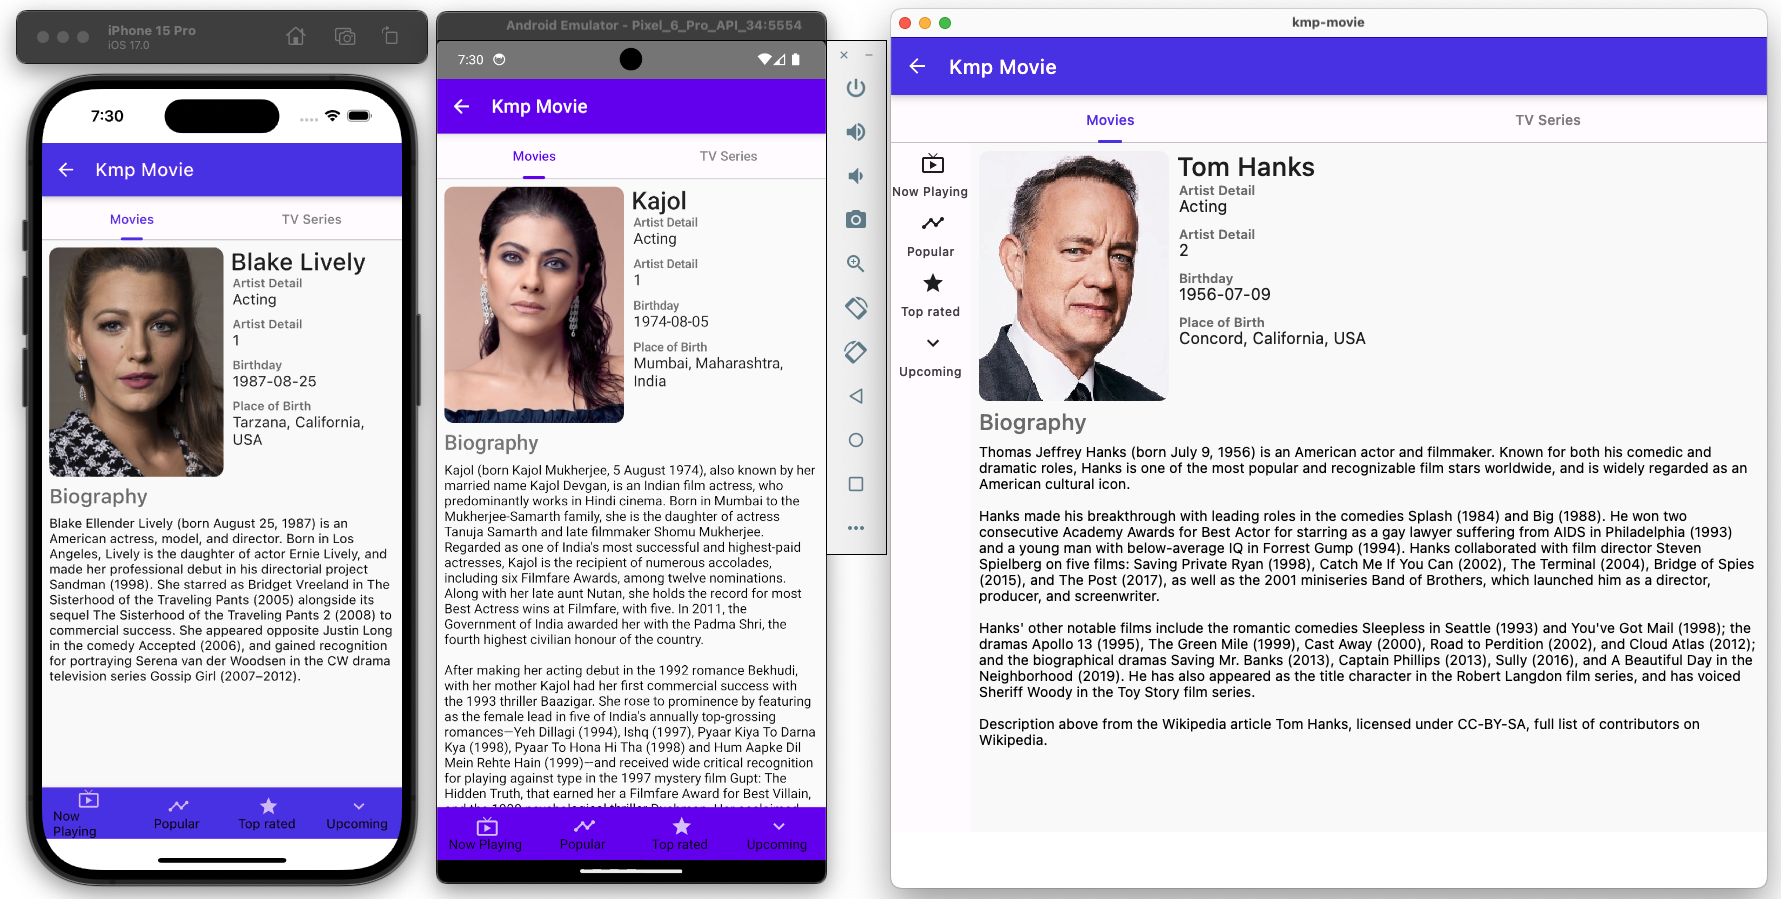 iPhone 15 Pro
iOS 17.0
7:30
Kmp Movie
Movies
TV Series
Blake Lively
Artist Detail
Acting
Artist Detail
1
Birthday
1987-08-25
Place of Birth
Tarzana, California,
USA
Biography
Blake Ellender Lively (born August 25, 1987) is an
American actress, model, and director. Born in Los
Angeles, Lively is the daughter of actor Ernie Lively, and
made her professional debut in his directorial project
Sandman (1998). She starred as Bridget Vreeland in The
Sisterhood of the Traveling Pants (2005) alongside its
sequel The Sisterhood of the Traveling Pants 2 (2008) to
commercial success. She appeared opposite Justin Long
in the comedy Accepted (2006), and gained recognition
for portraying Serena van der Woodsen in the CW drama
television series Gossip Girl (2007–2012).
Now
Playing
Popular
Top rated
Upcoming
Android Emulator - Pixel_6_Pro_API_34:5554
7:30
Kmp Movie
Movies
TV Series
Kajol
Artist Detail
Acting
Artist Detail
1
Birthday
1974-08-05
Place of Birth
Mumbai, Maharashtra,
India
Biography
Kajol (born Kajol Mukherjee, 5 August 1974), also known by her
married name Kajol Devgan, is an Indian film actress, who
predominantly works in Hindi cinema. Born in Mumbai to the
Mukherjee-Samarth family, she is the daughter of actress
Tanuja Samarth and late filmmaker Shomu Mukherjee.
Regarded as one of India's most successful and highest-paid
actresses, Kajol is the recipient of numerous accolades,
including six Filmfare Awards, among twelve nominations.
Along with her late aunt Nutan, she holds the record for most
Best Actress wins at Filmfare, with five. In 2011, the
Government of India awarded her with the Padma Shri, the
fourth highest civilian honour of the country.
After making her acting debut in the 1992 romance Bekhudi,
with her mother Kajol had her first commercial success with
the 1993 thriller Baazigar. She rose to prominence by featuring
as the female lead in five of India's annually top-grossing
romances—Yeh Dillagi (1994), Ishq (1997), Pyaar Kiya To Darna
Kya (1998), Pyaar To Hona Hi Tha (1998) and Hum Aapke Dil
Mein Rehte Hain (1999)—and received wide critical recognition
for playing against type in the 1997 mystery film Gupt: The
Hidden Truth, that earned her a Filmfare Award for Best Villain,
Now Playing
Popular
Top rated
Upcoming
kmp-movie
Kmp Movie
Movies
TV Series
Now Playing
Popular
Top rated
Upcoming
Tom Hanks
Artist Detail
Acting
Artist Detail
2
Birthday
1956-07-09
Place of Birth
Concord, California, USA
Biography
Thomas Jeffrey Hanks (born July 9, 1956) is an American actor and filmmaker. Known for both his comedic and
dramatic roles, Hanks is one of the most popular and recognizable film stars worldwide, and is widely regarded as an
American cultural icon.
Hanks made his breakthrough with leading roles in the comedies Splash (1984) and Big (1988). He won two
consecutive Academy Awards for Best Actor for starring as a gay lawyer suffering from AIDS in Philadelphia (1993)
and a young man with below-average IQ in Forrest Gump (1994). Hanks collaborated with film director Steven
Spielberg on five films: Saving Private Ryan (1998), Catch Me If You Can (2002), The Terminal (2004), Bridge of Spies
(2015), and The Post (2017), as well as the 2001 miniseries Band of Brothers, which launched him as a director,
producer, and screenwriter.
Hanks' other notable films include the romantic comedies Sleepless in Seattle (1993) and You've Got Mail (1998); the
dramas Apollo 13 (1995), The Green Mile (1999), Cast Away (2000), Road to Perdition (2002), and Cloud Atlas (2012);
and the biographical dramas Saving Mr. Banks (2013), Captain Phillips (2013), Sully (2016), and A Beautiful Day in the
Neighborhood (2019). He has also appeared as the title character in the Robert Langdon film series, and has voiced
Sheriff Woody in the Toy Story film series.
Description above from the Wikipedia article Tom Hanks, licensed under CC-BY-SA, full list of contributors on
Wikipedia.